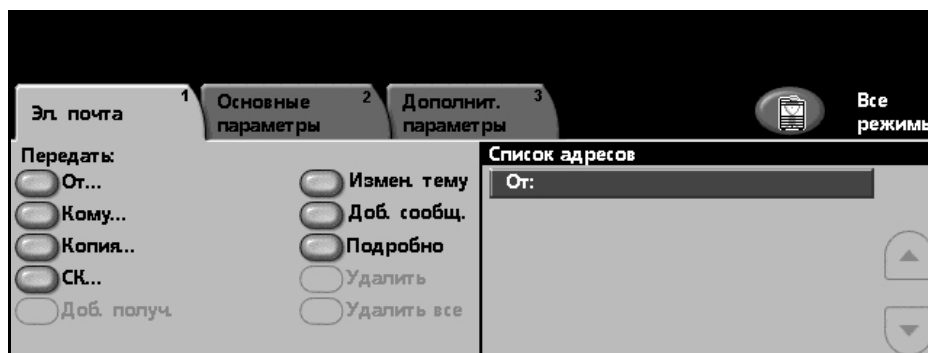 Эл. почта
1
Основные параметры
2
Дополнит. параметры
3
Все режимы
Передать:
От...
Кому...
Копия...
СК...
Доб. получ.
Измен. тему
Доб. сообщ.
Подробно
Удалить
Удалить все
Список адресов
От: